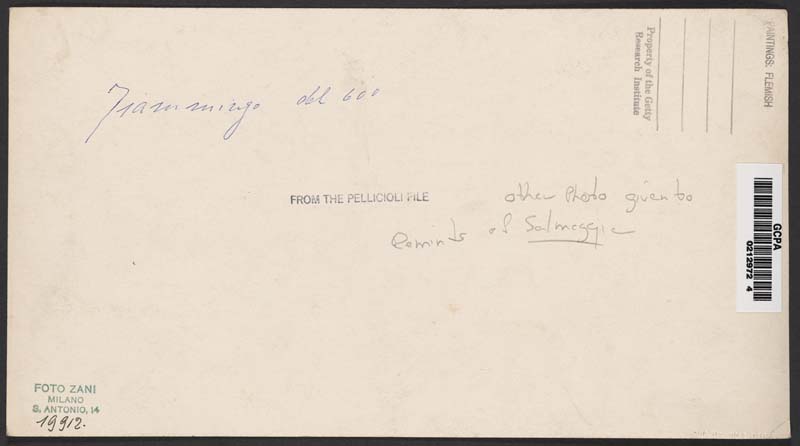 Fiammingo del 600
FROM THE PELLICIOLI FILE
other Photo given to
Reminds of Salmeggia
FOTO ZANI
MILANO
S. ANTONIO, 14
19912.
PAINTINGS: FLEMISH
Property of the Getty
Research Institute
GCPA
0212972 4